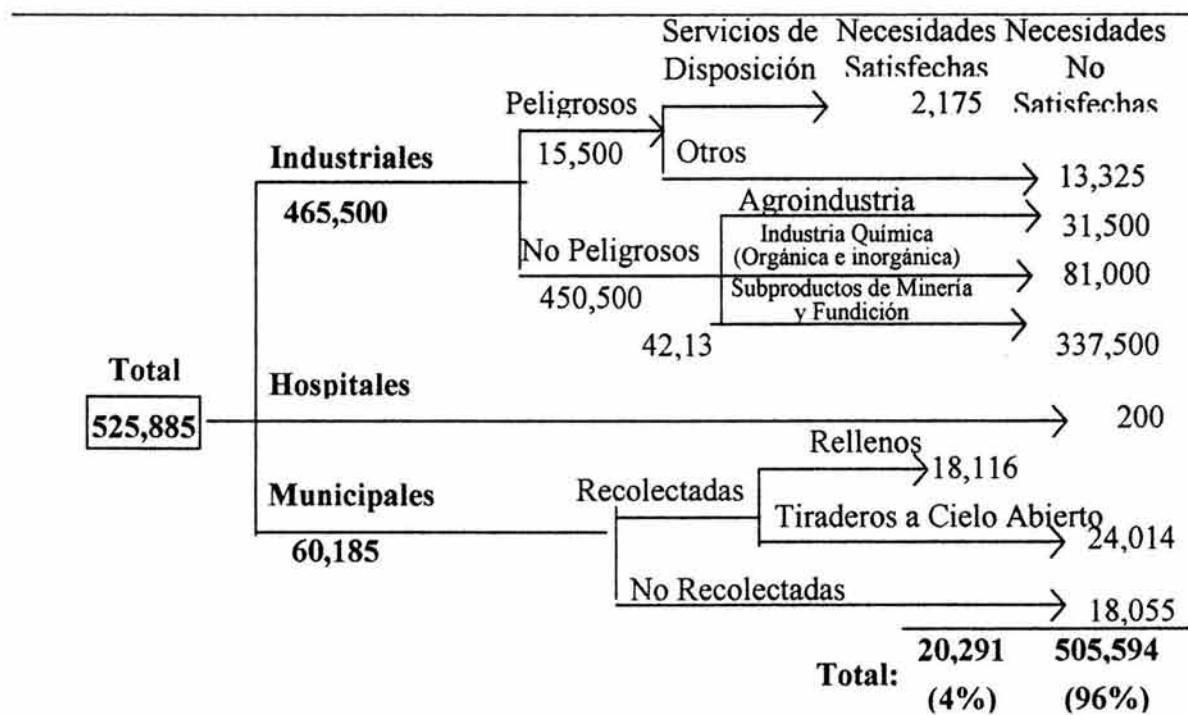 Servicios de Disposición
Necesidades Satisfechas
Necesidades No Satisfechas
Peligrosos
15,500
2,175
Otros
13,325
Industriales
465,500
Agroindustria
31,500
No Peligrosos
450,500
Industria Química
(Orgánica e inorgánica)
81,000
Subproductos de Minería
y Fundición
42,13
337,500
Total
525,885
Hospitales
200
Rellenos
18,116
Municipales
60,185
Recolectadas
Tiraderos a Cielo Abierto
24,014
No Recolectadas
18,055
Total:
20,291
505,594
(4%)
(96%)